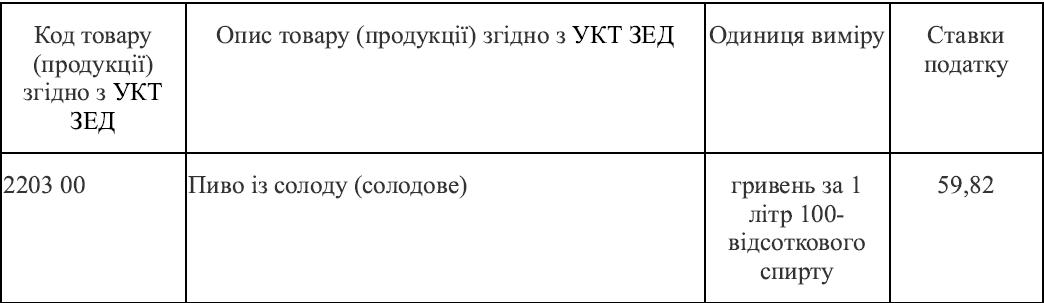 Код товару
(продукції)
згідно з УКТ
ЗЕД
Опис товару (продукції) згідно з УКТ ЗЕД
Одиниця виміру
Ставки
податку
2203 00
Пиво із солоду (солодове)
гривень за 1
літр 100-
відсоткового
спирту
59,82